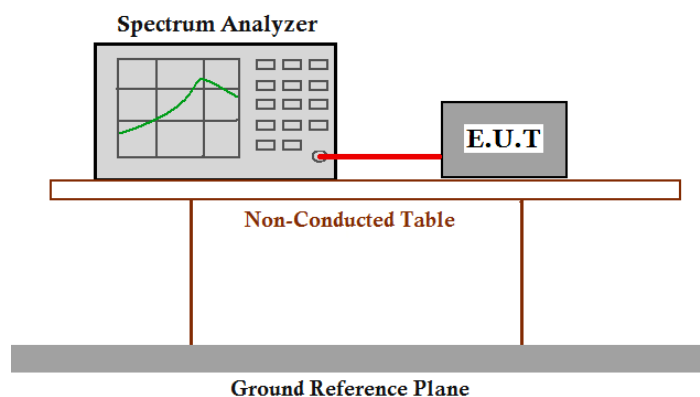 Spectrum Analyzer
E.U.T
Non-Conducted Table
Ground Reference Plane